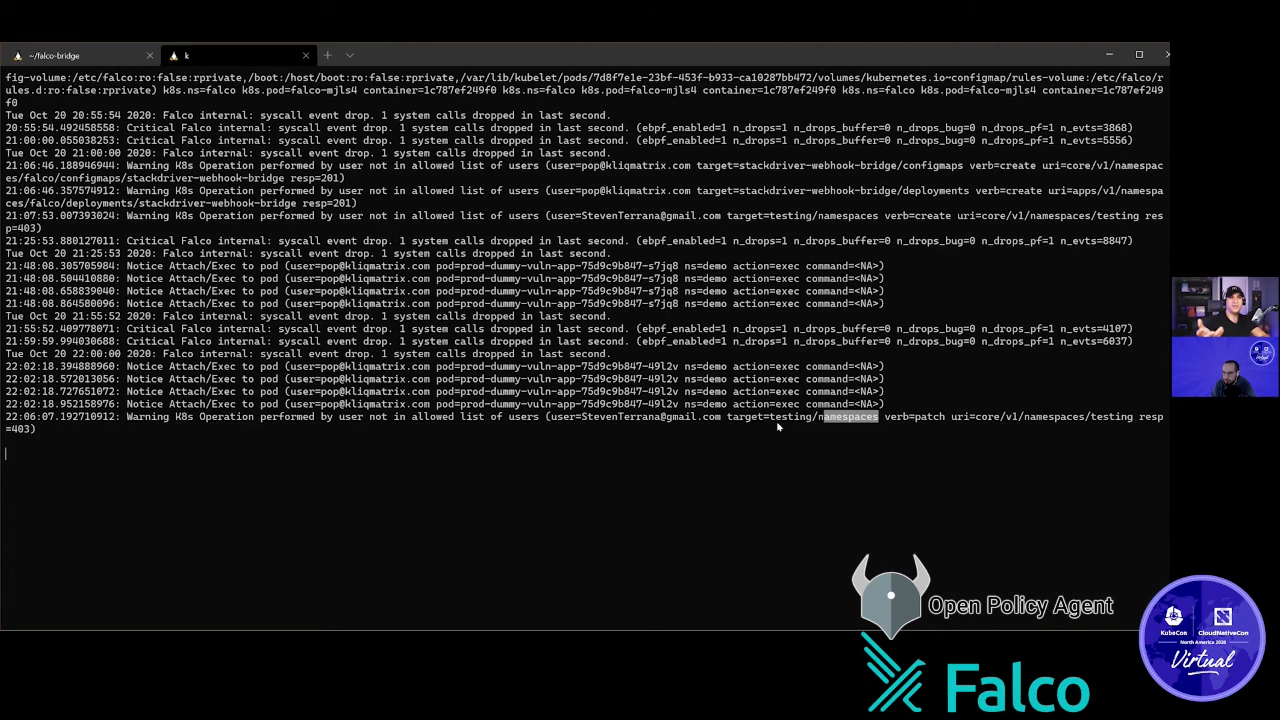 ~/falco-bridge
k
fig-volume:/etc/falco:ro:false:rprivate,/boot:/host/boot:ro:false:rprivate,/var/lib/kubelet/pods/7d8f7e1e-23bf-453f-b933-ca10287bb472/volumes/kubernetes.io~configmap/rules-volume:/etc/falco/ru
les.d:ro:false:rprivate) k8s.ns=falco k8s.pod=falco-mjls4 container=1c787ef249f0 k8s.ns=falco k8s.pod=falco-mjls4 container=1c787ef249f0 k8s.ns=falco k8s.pod=falco-mjls4 container=1c787ef249
f0
Tue Oct 20 20:55:54 2020: Falco internal: syscall event drop. 1 system calls dropped in last second.
20:55:54.492458558: Critical Falco internal: syscall event drop. 1 system calls dropped in last second. (ebpf_enabled=1 n_drops=1 n_drops_buffer=0 n_drops_bug=0 n_drops_pf=1 n_evts=3868)
21:00:00.055038253: Critical Falco internal: syscall event drop. 1 system calls dropped in last second. (ebpf_enabled=1 n_drops=1 n_drops_buffer=0 n_drops_bug=0 n_drops_pf=1 n_evts=5556)
Tue Oct 20 21:00:00 2020: Falco internal: syscall event drop. 1 system calls dropped in last second.
21:06:46.188946944: Warning K8s Operation performed by user not in allowed list of users (user=pop@kliqmatrix.com target=stackdriver-webhook-bridge/configmaps verb=create uri=core/v1/namespac
es/falco/configmaps/stackdriver-webhook-bridge resp=201)
21:06:46.357574912: Warning K8s Operation performed by user not in allowed list of users (user=pop@kliqmatrix.com target=stackdriver-webhook-bridge/deployments verb=create uri=apps/v1/namespa
ces/falco/deployments/stackdriver-webhook-bridge resp=201)
21:07:53.007393024: Warning K8s Operation performed by user not in allowed list of users (user=StevenTerrana@gmail.com target=testing/namespaces verb=create uri=core/v1/namespaces/testing res
p=403)
21:25:53.880127011: Critical Falco internal: syscall event drop. 1 system calls dropped in last second. (ebpf_enabled=1 n_drops=1 n_drops_buffer=0 n_drops_bug=0 n_drops_pf=1 n_evts=8847)
Tue Oct 20 21:25:53 2020: Falco internal: syscall event drop. 1 system calls dropped in last second.
21:48:08.305705984: Notice Attach/Exec to pod (user=pop@kliqmatrix.com pod=prod-dummy-vuln-app-75d9c9b847-s7jq8 ns=demo action=exec command=<NA>)
21:48:08.504410880: Notice Attach/Exec to pod (user=pop@kliqmatrix.com pod=prod-dummy-vuln-app-75d9c9b847-s7jq8 ns=demo action=exec command=<NA>)
21:48:08.658839040: Notice Attach/Exec to pod (user=pop@kliqmatrix.com pod=prod-dummy-vuln-app-75d9c9b847-s7jq8 ns=demo action=exec command=<NA>)
21:48:08.864580096: Notice Attach/Exec to pod (user=pop@kliqmatrix.com pod=prod-dummy-vuln-app-75d9c9b847-s7jq8 ns=demo action=exec command=<NA>)
Tue Oct 20 21:55:52 2020: Falco internal: syscall event drop. 1 system calls dropped in last second.
21:55:52.409778071: Critical Falco internal: syscall event drop. 1 system calls dropped in last second. (ebpf_enabled=1 n_drops=1 n_drops_buffer=0 n_drops_bug=0 n_drops_pf=1 n_evts=4107)
21:59:59.994030688: Critical Falco internal: syscall event drop. 1 system calls dropped in last second. (ebpf_enabled=1 n_drops=1 n_drops_buffer=0 n_drops_bug=0 n_drops_pf=1 n_evts=6037)
Tue Oct 20 22:00:00 2020: Falco internal: syscall event drop. 1 system calls dropped in last second.
22:02:18.394888960: Notice Attach/Exec to pod (user=pop@kliqmatrix.com pod=prod-dummy-vuln-app-75d9c9b847-49l2v ns=demo action=exec command=<NA>)
22:02:18.572013056: Notice Attach/Exec to pod (user=pop@kliqmatrix.com pod=prod-dummy-vuln-app-75d9c9b847-49l2v ns=demo action=exec command=<NA>)
22:02:18.727651072: Notice Attach/Exec to pod (user=pop@kliqmatrix.com pod=prod-dummy-vuln-app-75d9c9b847-49l2v ns=demo action=exec command=<NA>)
22:02:18.952158976: Notice Attach/Exec to pod (user=pop@kliqmatrix.com pod=prod-dummy-vuln-app-75d9c9b847-49l2v ns=demo action=exec command=<NA>)
22:06:07.192710912: Warning K8s Operation performed by user not in allowed list of users (user=StevenTerrana@gmail.com target=testing/namespaces verb=patch uri=core/v1/namespaces/testing resp
=403)
Open Policy Agent
Falco
KubeCon CloudNativeCon
North America 2020
Virtual